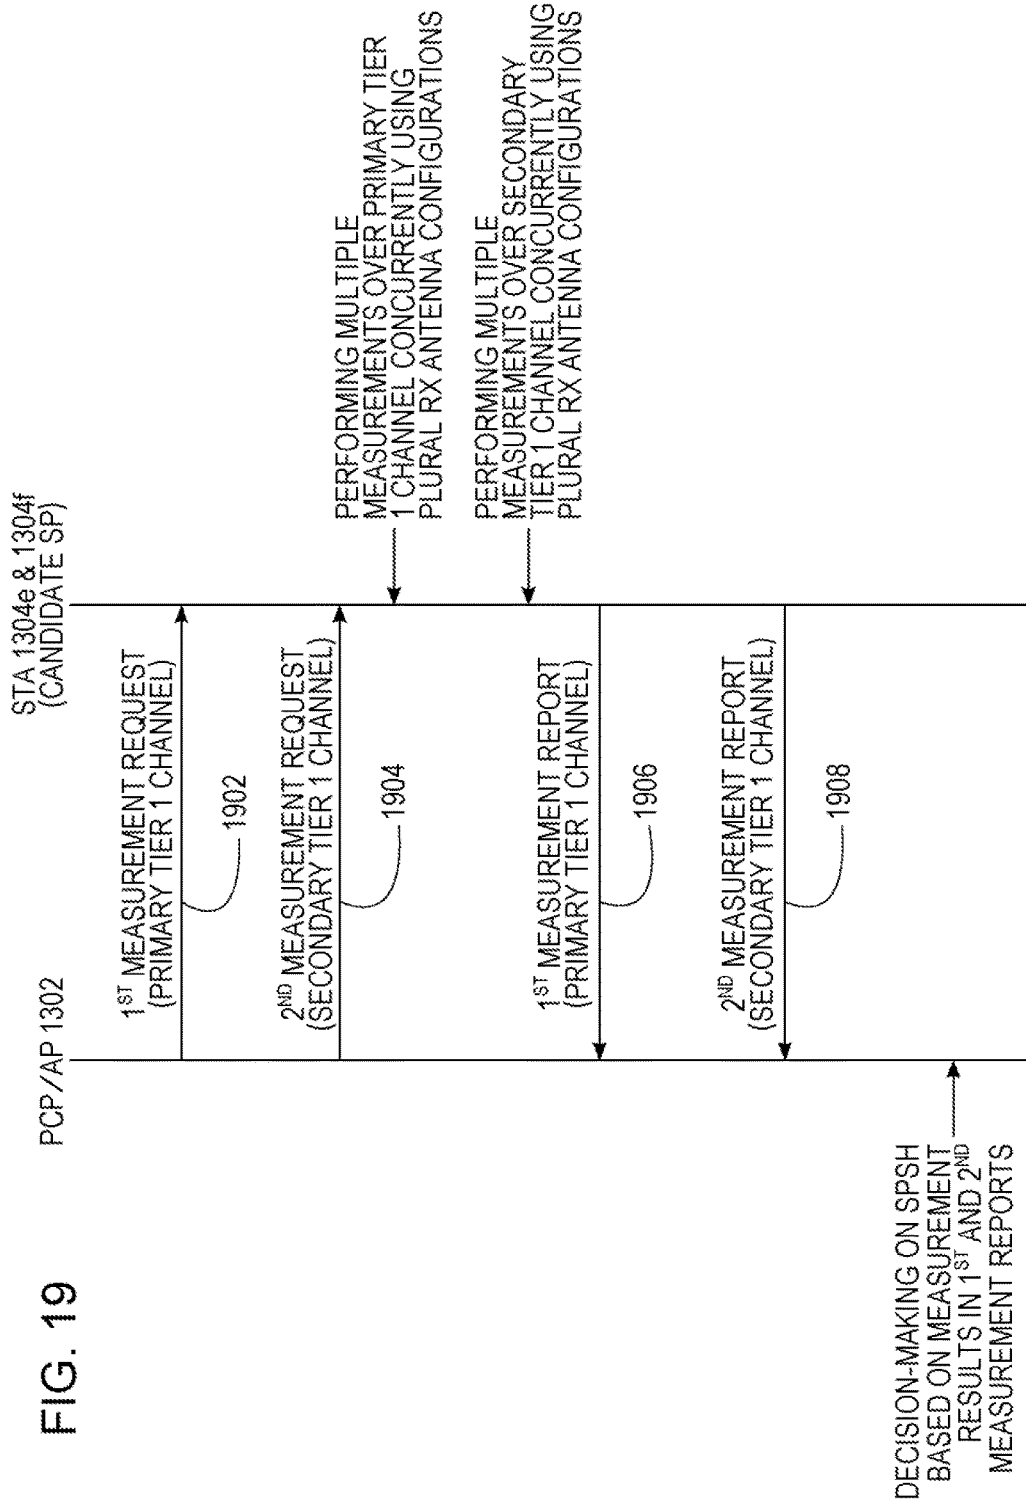 FIG. 19
PCP/AP 1302
STA 1304e & 1304f
(CANDIDATE SP)
1ST MEASUREMENT REQUEST
(PRIMARY TIER 1 CHANNEL)
1902
2ND MEASUREMENT REQUEST
(SECONDARY TIER 1 CHANNEL)
1904
PERFORMING MULTIPLE
MEASUREMENTS OVER PRIMARY TIER
1 CHANNEL CONCURRENTLY USING
PLURAL RX ANTENNA CONFIGURATIONS
PERFORMING MULTIPLE
MEASUREMENTS OVER SECONDARY
TIER 1 CHANNEL CONCURRENTLY USING
PLURAL RX ANTENNA CONFIGURATIONS
1ST MEASUREMENT REPORT
(PRIMARY TIER 1 CHANNEL)
1906
2ND MEASUREMENT REPORT
(SECONDARY TIER 1 CHANNEL)
1908
DECISION-MAKING ON SPSH
BASED ON MEASUREMENT
RESULTS IN 1ST AND 2ND
MEASUREMENT REPORTS